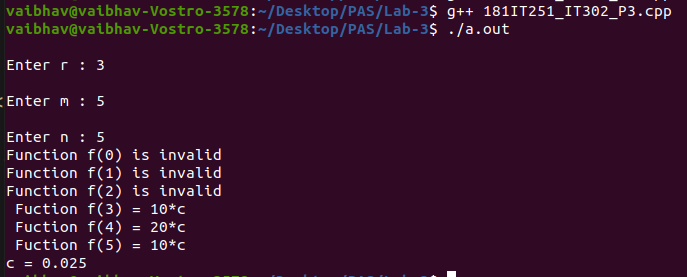 vaibhav@vaibhav-Vostro-3578:~/Desktop/PAS/Lab-3$ g++ 181IT251_IT302_P3.cpp
vaibhav@vaibhav-Vostro-3578:~/Desktop/PAS/Lab-3$ ./a.out
Enter r : 3
Enter m : 5
Enter n : 5
Function f(0) is invalid
Function f(1) is invalid
Function f(2) is invalid
Fuction f(3) = 10*c
Fuction f(4) = 20*c
Fuction f(5) = 10*c
c = 0.025
vaibhav@vaibhav-Vostro-3578:~/Desktop/PAS/Lab-3$